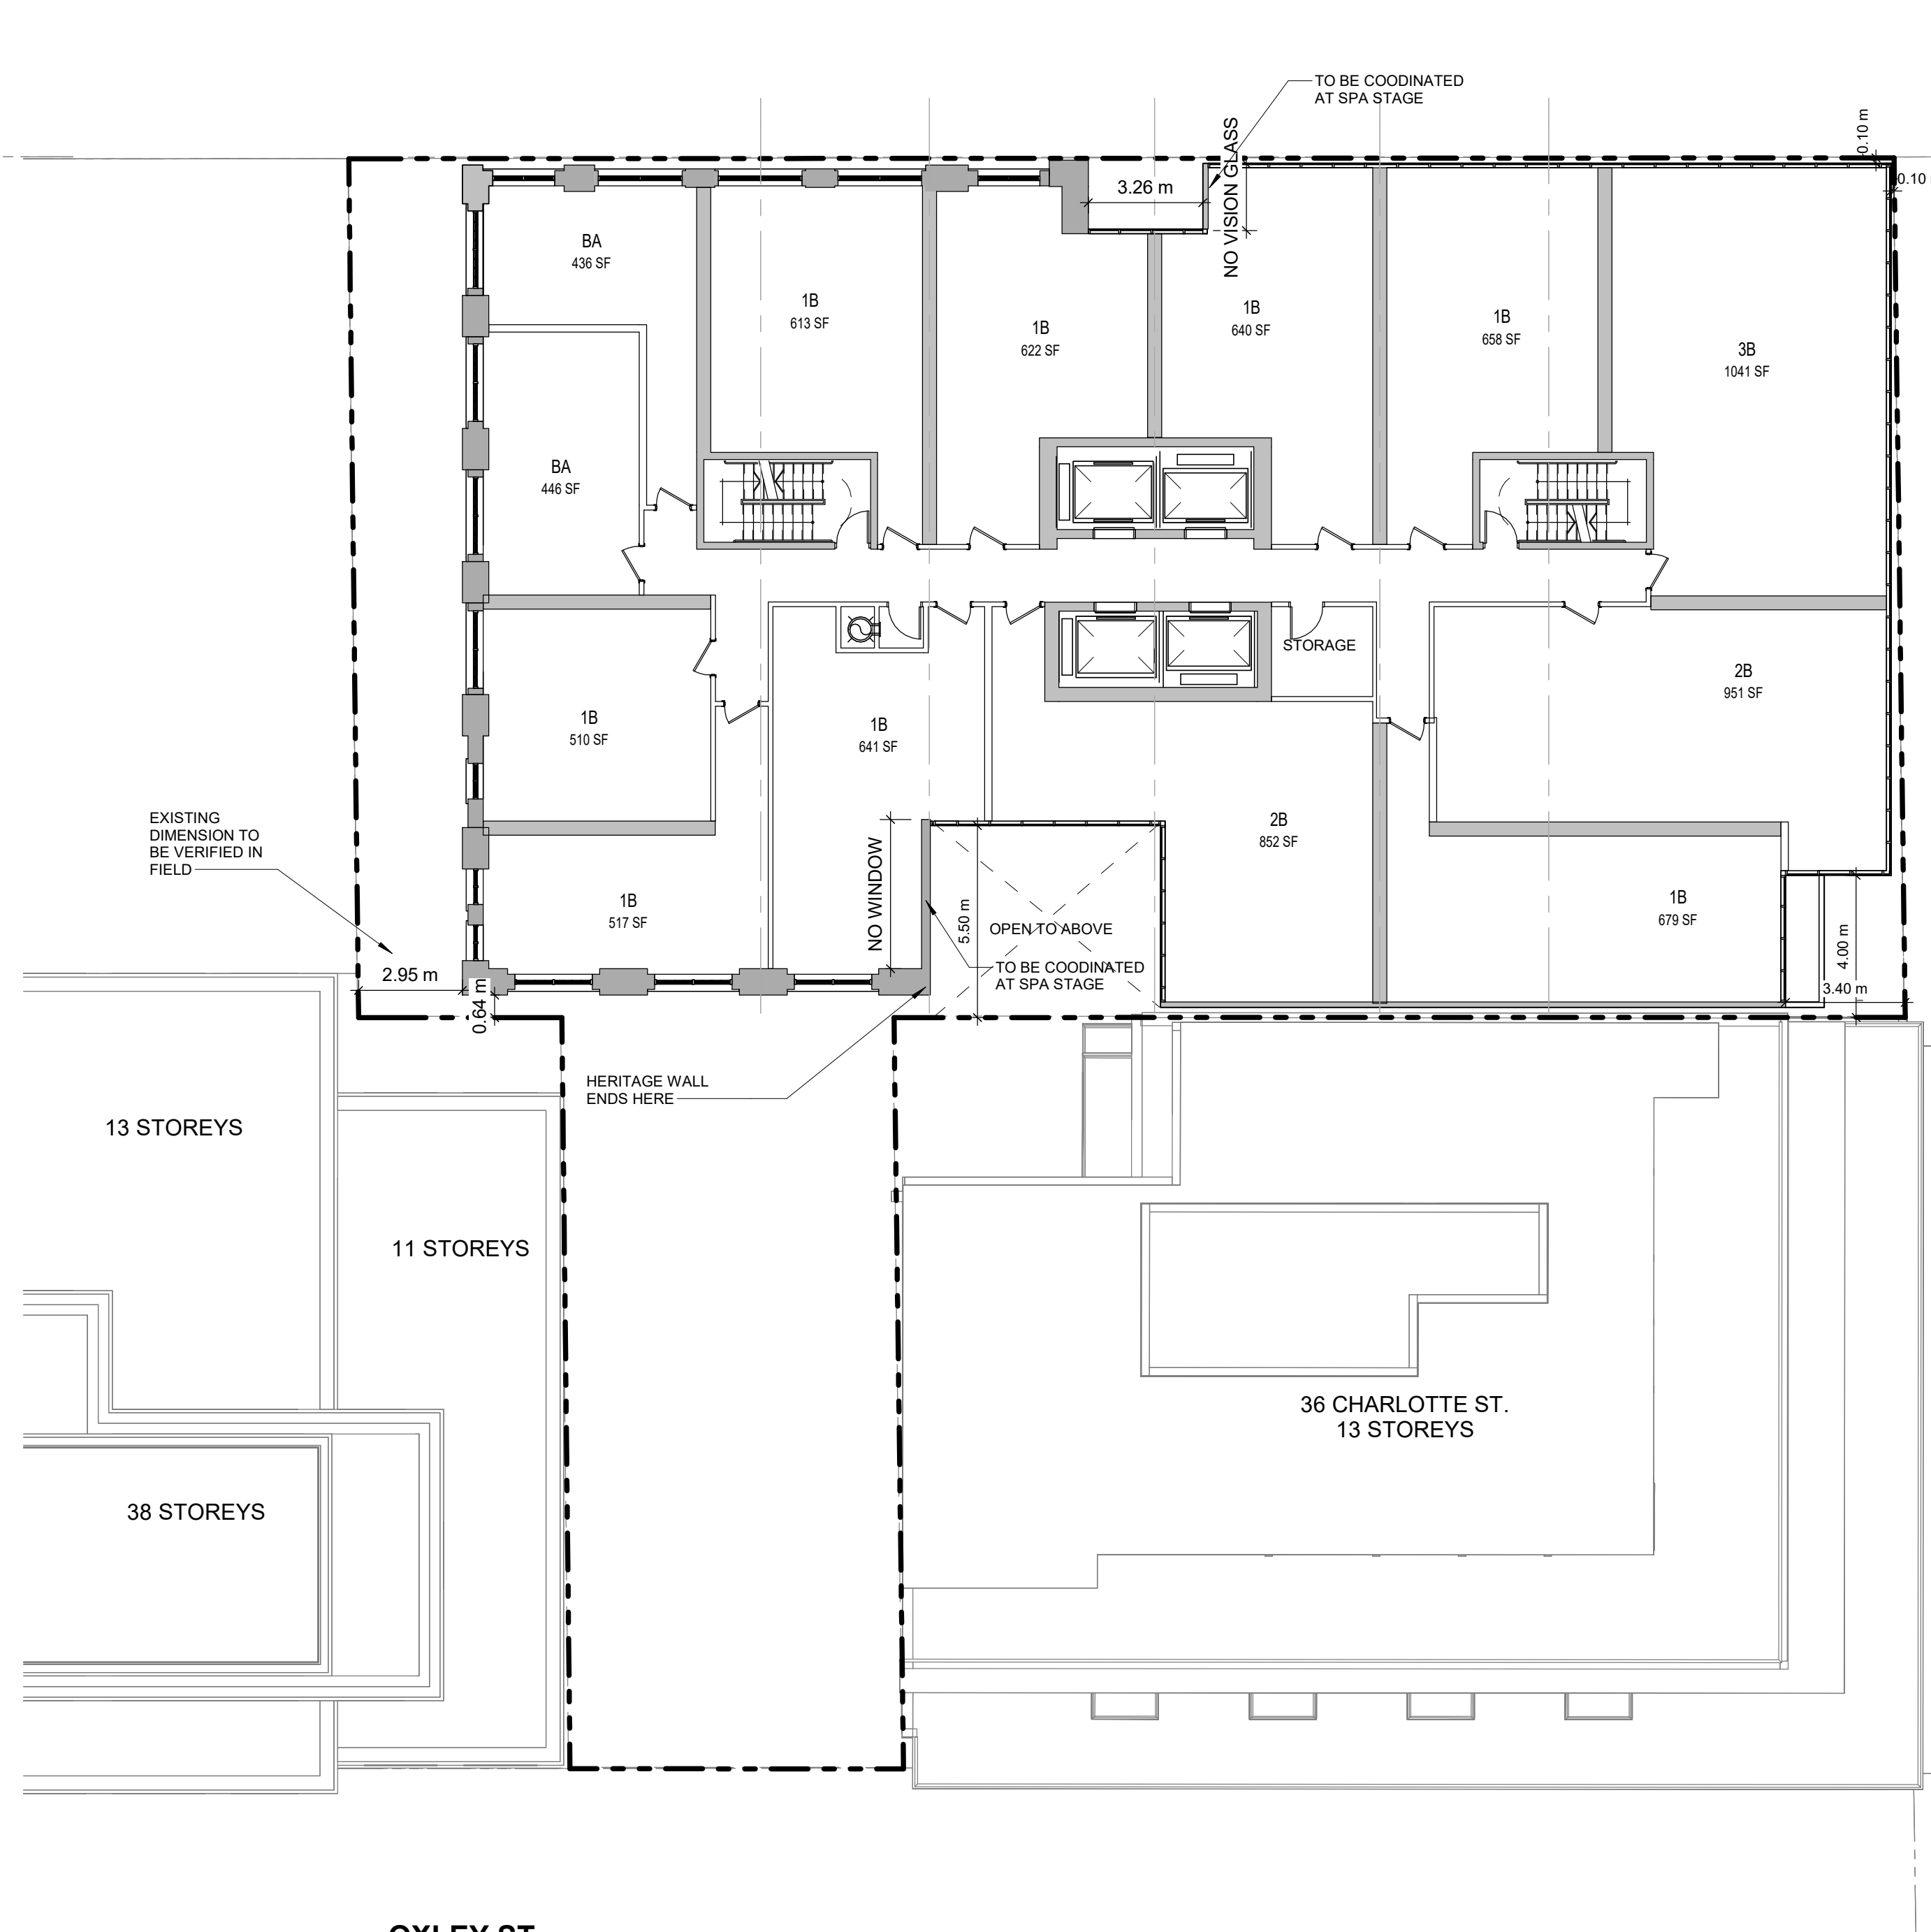 TO BE COODINATED
AT SPA STAGE
0.10 m
0.10
NO VISION GLASS
3.26 m
BA
436 SF
1B
613 SF
1B
622 SF
1B
640 SF
1B
658 SF
3B
1041 SF
BA
446 SF
STORAGE
2B
951 SF
1B
510 SF
1B
641 SF
2B
852 SF
EXISTING
DIMENSION TO
BE VERIFIED IN
FIELD
NO WINDOW
1B
517 SF
5.50 m
OPEN TO ABOVE
1B
679 SF
4.00 m
TO BE COODINATED
AT SPA STAGE
2.95 m
0.64 m
3.40 m
HERITAGE WALL
ENDS HERE
13 STOREYS
11 STOREYS
36 CHARLOTTE ST.
13 STOREYS
38 STOREYS
OXLEY ST